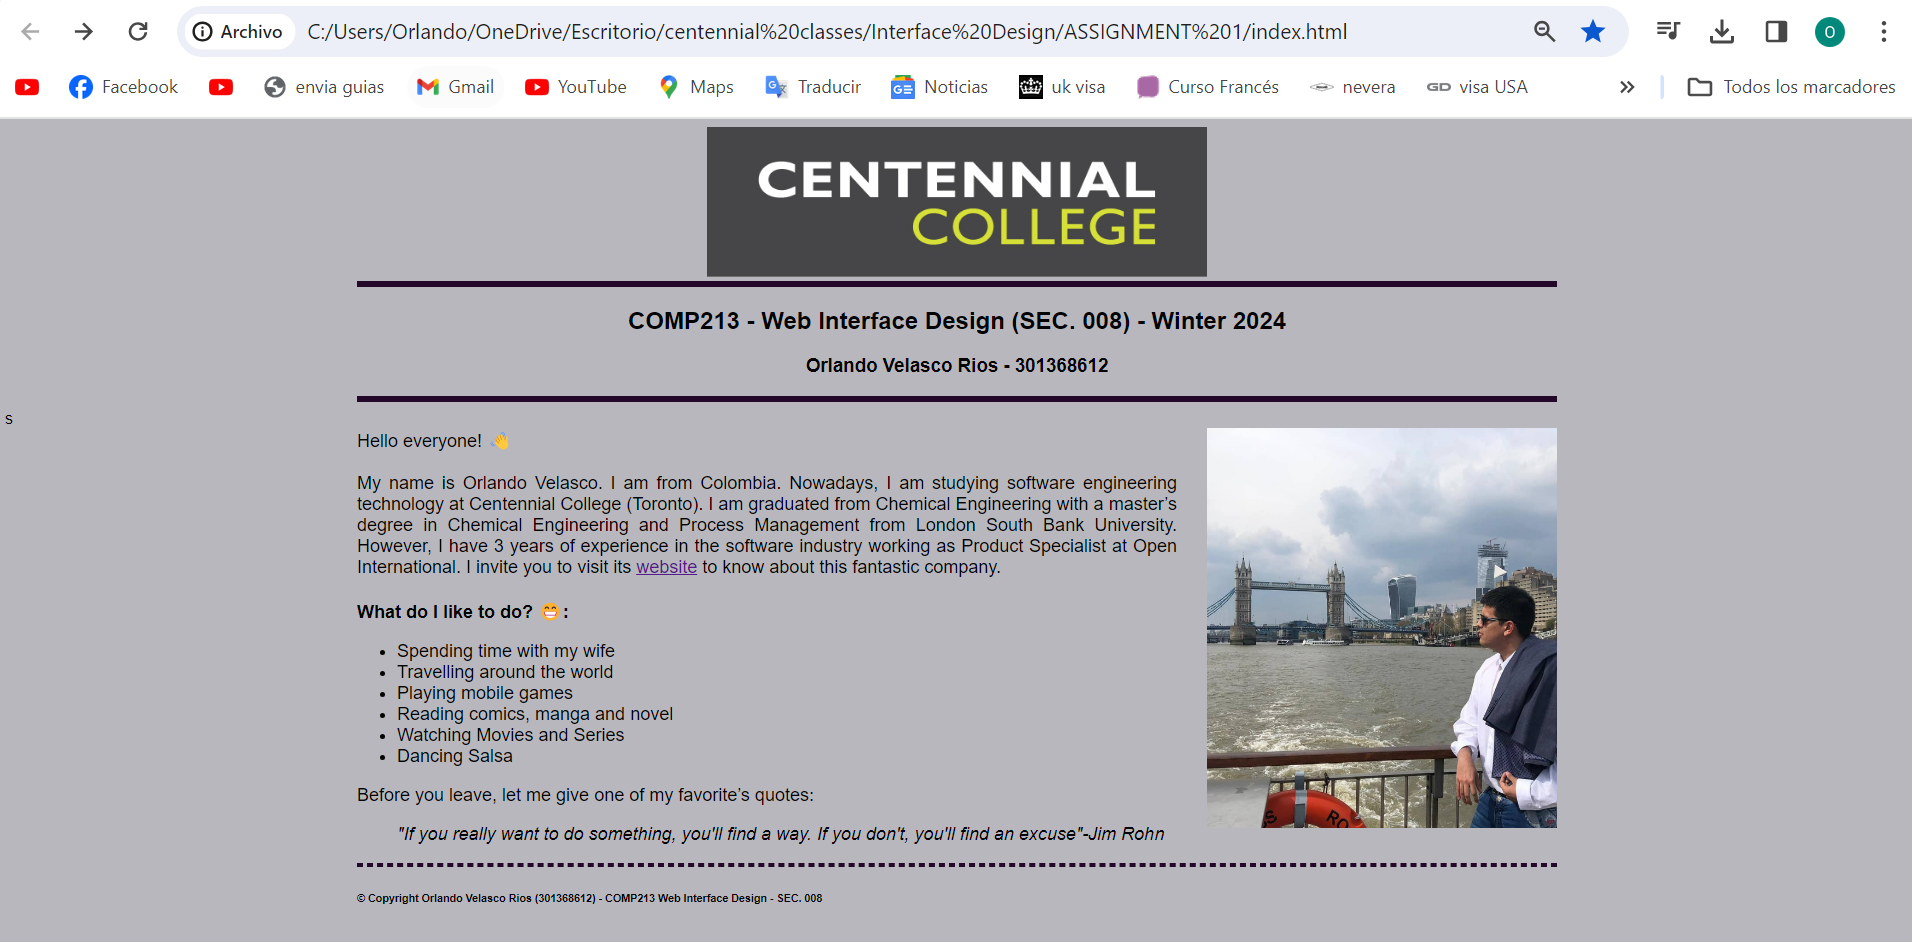 Archivo C:/Users/Orlando/OneDrive/Escritorio/centennial%20classes/Interface%20Design/ASSIGNMENT%201/index.html O
Facebook envia guias Gmail YouTube Maps Traducir Noticias uk visa Curso Francés nevera GD visa USA » Todos los marcadores
CENTENNIAL
COLLEGE
COMP213 - Web Interface Design (SEC. 008) - Winter 2024
Orlando Velasco Rios - 301368612
s
Hello everyone! 👋
My name is Orlando Velasco. I am from Colombia. Nowadays, I am studying software engineering
technology at Centennial College (Toronto). I am graduated from Chemical Engineering with a master’s
degree in Chemical Engineering and Process Management from London South Bank University.
However, I have 3 years of experience in the software industry working as Product Specialist at Open
International. I invite you to visit its website to know about this fantastic company.
What do I like to do? 😁:
• Spending time with my wife
• Travelling around the world
• Playing mobile games
• Reading comics, manga and novel
• Watching Movies and Series
• Dancing Salsa
Before you leave, let me give one of my favorite’s quotes:
"If you really want to do something, you'll find a way. If you don't, you'll find an excuse"-Jim Rohn
S RO
© Copyright Orlando Velasco Rios (301368612) - COMP213 Web Interface Design - SEC. 008